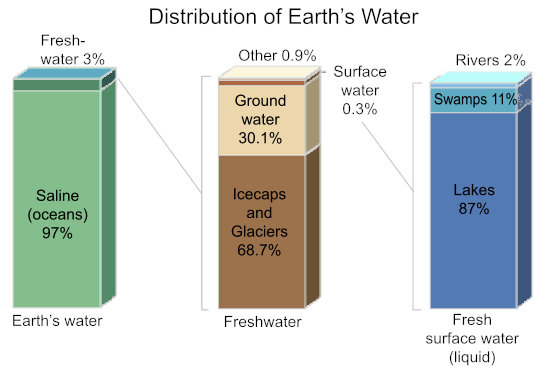 Distribution of Earth's Water
Fresh-
water 3%
Saline
(oceans)
97%
Earth's water
Other 0.9%
Surface
water
0.3%
Ground
water
30.1%
Icecaps
and
Glaciers
68.7%
Freshwater
Rivers 2%
Swamps 11%
Lakes
87%
Fresh
surface water
(liquid)